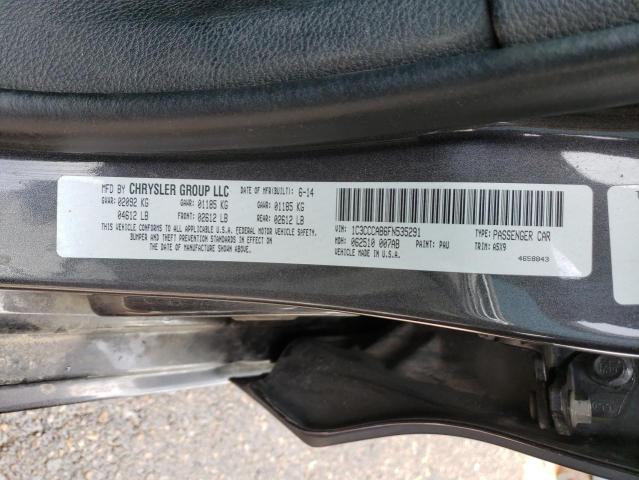 MFD BY CHRYSLER GROUP LLC DATE OF MFR(BUILT): 6-14
GVWR: 02092 KG GAWR: 01185 KG GAWR: 01185 KG
04612 LB FRONT: 02612 LB REAR: 02612 LB
THIS VEHICLE CONFORMS TO ALL APPLICABLE U.S.A. FEDERAL MOTOR VEHICLE SAFETY,
BUMPER AND THEFT PREVENTION STANDARDS IN EFFECT ON
THE DATE OF MANUFACTURE SHOWN ABOVE.
VIN: 1C3CCCAB6FN535291 TYPE: PASSENGER CAR
MDH: 062510 007AB PAINT: PAU TRIM: A5X9
VEHICLE MADE IN U.S.A. 4658043